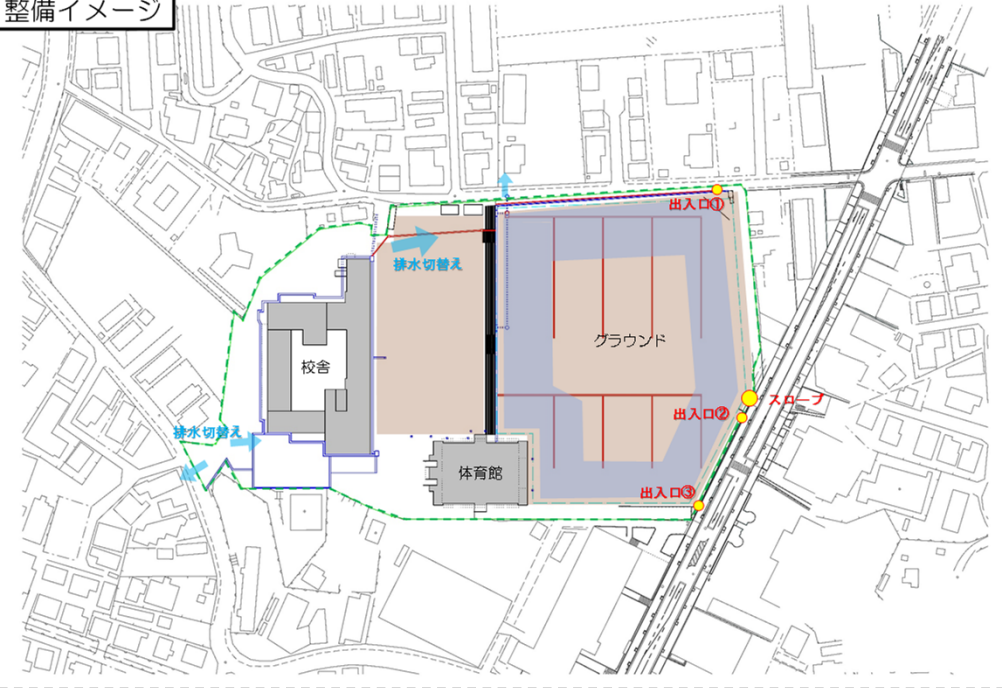 整備イメージ
出入口①
排水切替え
グラウンド
校舎
スロープ
出入口②
排水切替え
体育館
出入口③